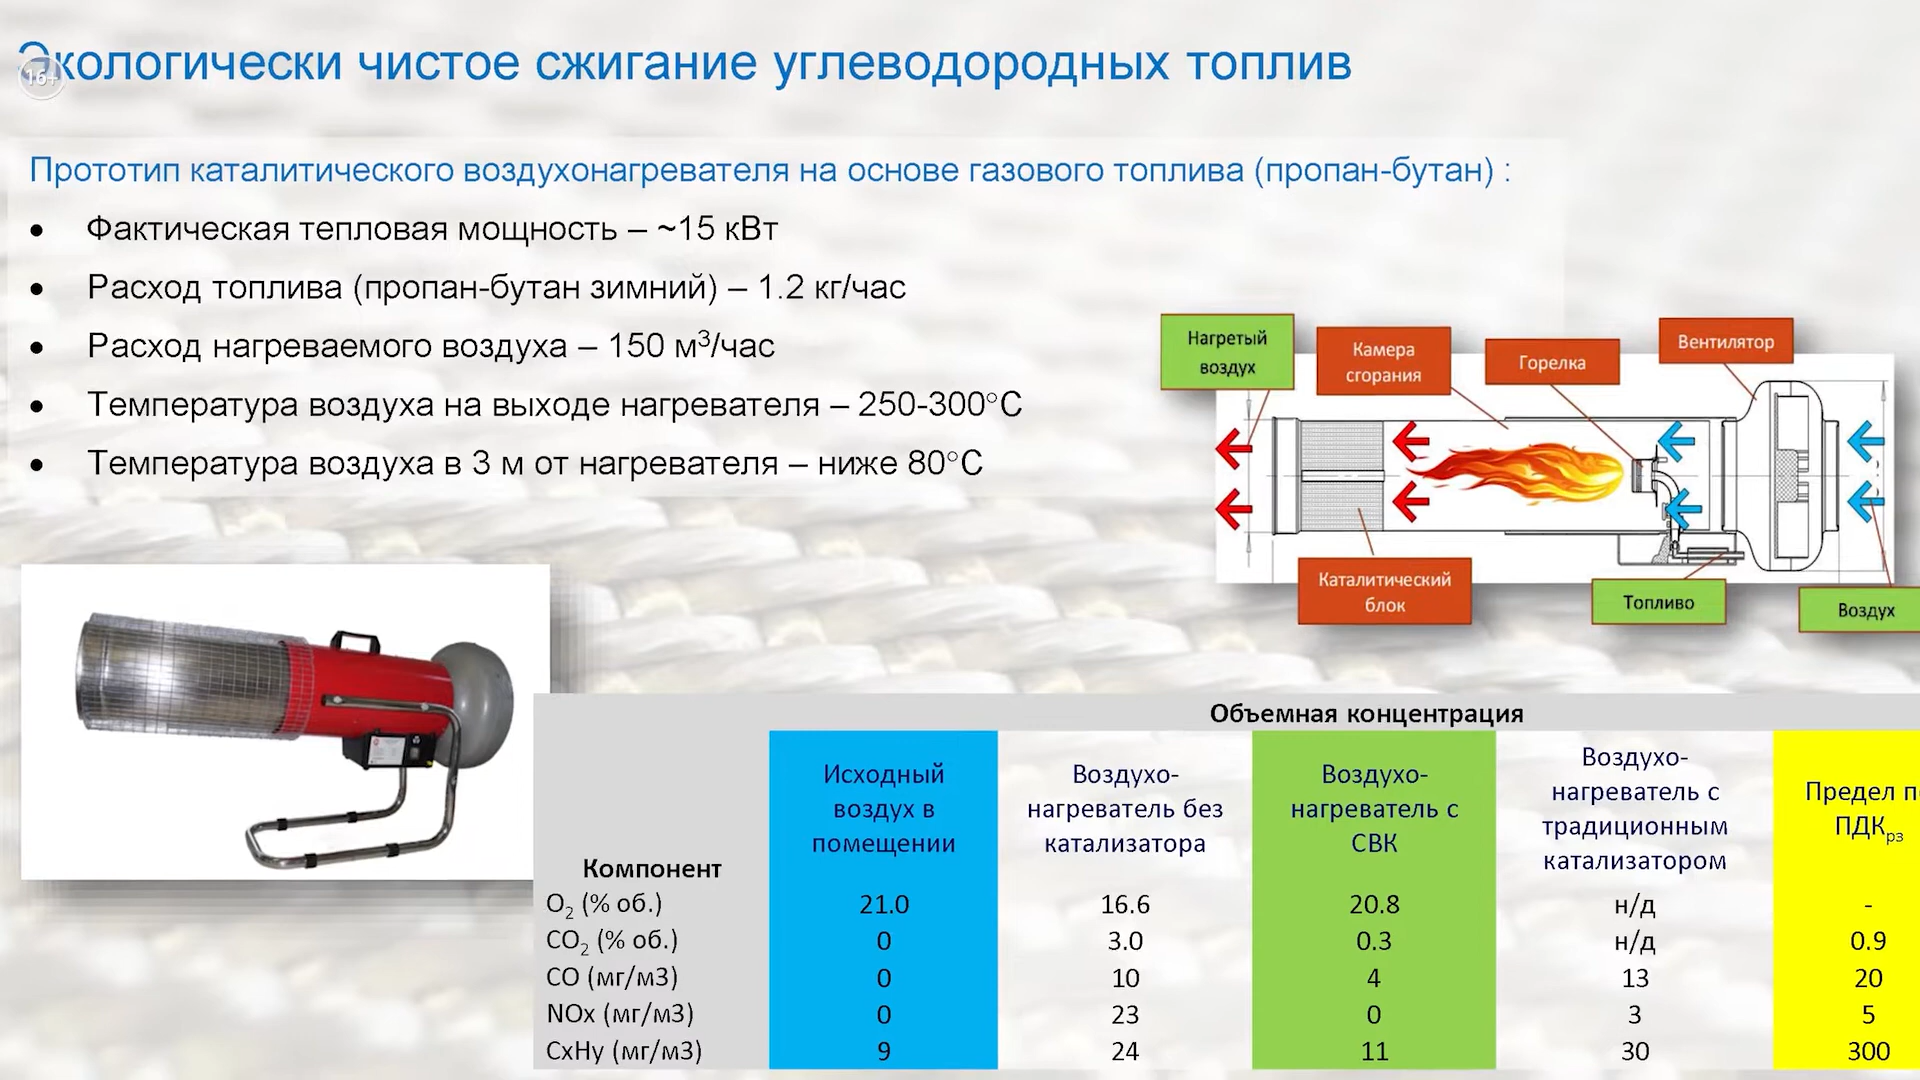 Экологически чистое сжигание углеводородных топлив
16+
Прототип каталитического воздухонагревателя на основе газового топлива (пропан-бутан) :
• Фактическая тепловая мощность – ~15 кВт
• Расход топлива (пропан-бутан зимний) – 1.2 кг/час
• Расход нагреваемого воздуха – 150 м³/час
• Температура воздуха на выходе нагревателя – 250-300°С
• Температура воздуха в 3 м от нагревателя – ниже 80°С
Нагретый
воздух
Камера
сгорания
Горелка
Вентилятор
Каталитический
блок
Топливо
Воздух
Объемная концентрация
Компонент
Исходный
воздух в
помещении
Воздухо-
нагреватель без
катализатора
Воздухо-
нагреватель с
СВК
Воздухо-
нагреватель с
традиционным
катализатором
Предел
ПДКрз
O₂ (% об.) 21.0 16.6 20.8 н/д -
CO₂ (% об.) 0 3.0 0.3 н/д 0.9
CO (мг/м3) 0 10 4 13 20
NOx (мг/м3) 0 23 0 3 5
CxHy (мг/м3) 9 24 11 30 300